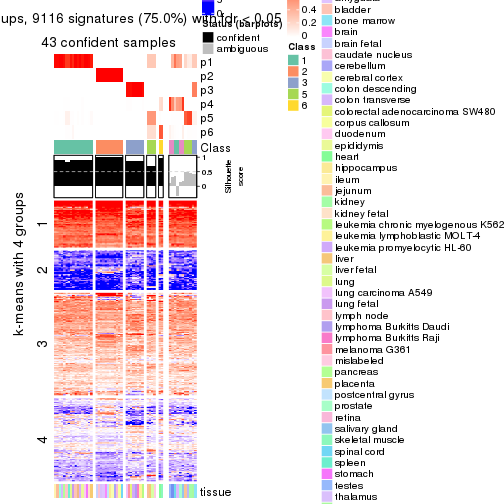 ups, 9116 signatures (75.0%) with fdr < 0.05
43 confident samples
p1
p2
p3
p4
p5
p6
Class
1
0.5
0
Silhouette
score
k-means with 4 groups
1
2
3
4
tissue
0
Status (barplots)
confident
ambiguous
0.4
0.2
0
Class
1
2
3
4
5
6
bladder
bone marrow
brain
brain fetal
caudate nucleus
cerebellum
cerebral cortex
colon descending
colon transverse
colorectal adenocarcinoma SW480
corpus callosum
duodenum
epididymis
heart
hippocampus
ileum
jejunum
kidney
kidney fetal
leukemia chronic myelogenous K562
leukemia lymphoblastic MOLT-4
leukemia promyelocytic HL-60
liver
liver fetal
lung
lung carcinoma A549
lung fetal
lymph node
lymphoma Burkitts Daudi
lymphoma Burkitts Raji
melanoma G361
mislabeled
pancreas
placenta
postcentral gyrus
prostate
retina
salivary gland
skeletal muscle
spinal cord
spleen
stomach
testes
thalamus